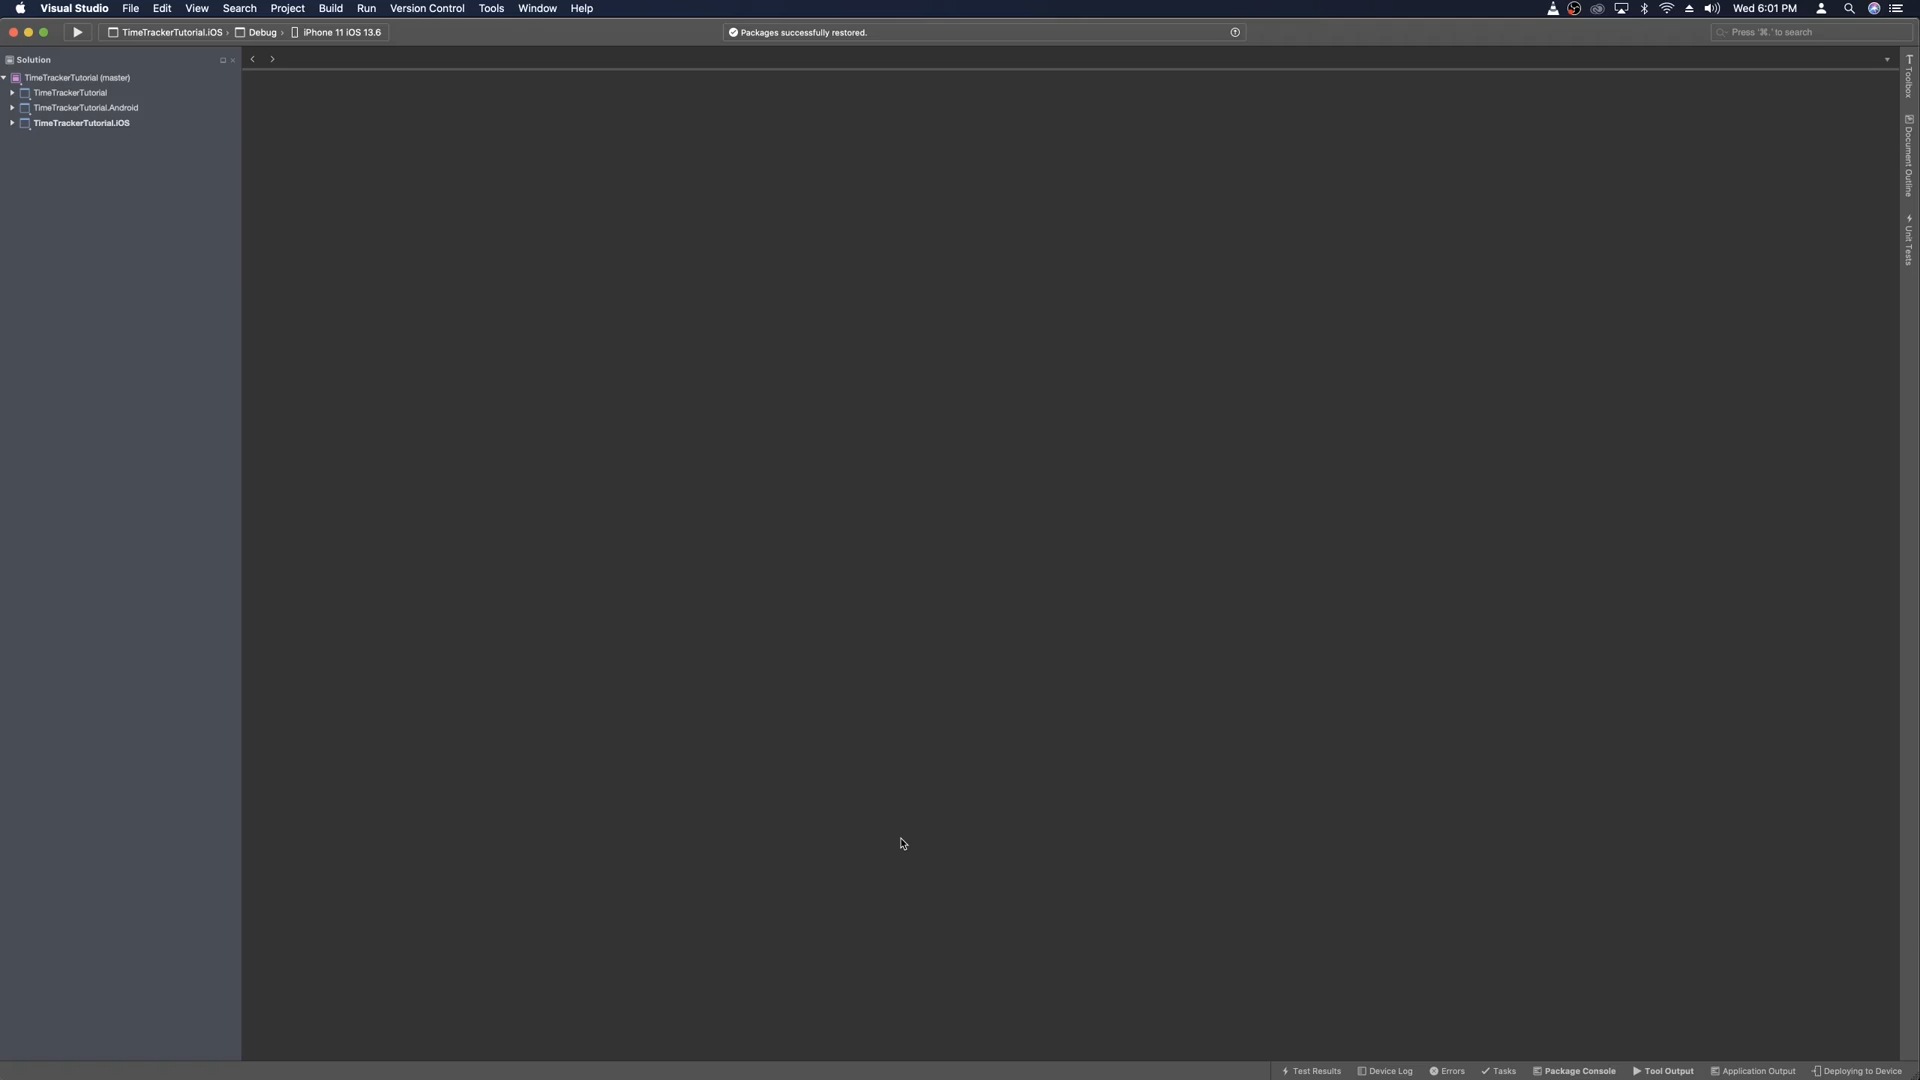 Visual Studio File Edit View Search Project Build Run Version Control Tools Window Help Wed 6:01 PM
TimeTrackerTutorial.iOS › Debug › iPhone 11 iOS 13.6 Packages successfully restored. Press '⌘.' to search
Solution
TimeTrackerTutorial (master)
TimeTrackerTutorial
TimeTrackerTutorial.Android
TimeTrackerTutorial.iOS
Toolbox
Document Outline
Unit Tests
Test Results Device Log Errors Tasks Package Console Tool Output Application Output Deploying to Device